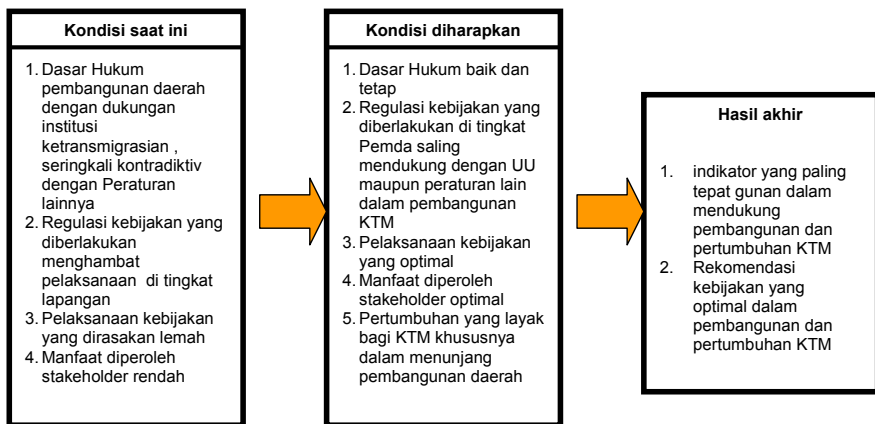 Kondisi saat ini
1. Dasar Hukum
pembangunan daerah
dengan dukungan
institusi
ketransmigrasian ,
seringkali kontradiktiv
dengan Peraturan
lainnya
2. Regulasi kebijakan yang
diberlakukan
menghambat
pelaksanaan di tingkat
lapangan
3. Pelaksanaan kebijakan
yang dirasakan lemah
4. Manfaat diperoleh
stakeholder rendah
Kondisi diharapkan
1. Dasar Hukum baik dan
tetap
2. Regulasi kebijakan yang
diberlakukan di tingkat
Pemda saling
mendukung dengan UU
maupun peraturan lain
dalam pembangunan
KTM
3. Pelaksanaan kebijakan
yang optimal
4. Manfaat diperoleh
stakeholder optimal
5. Pertumbuhan yang layak
bagi KTM khususnya
dalam menunjang
pembangunan daerah
Hasil akhir
1. indikator yang paling
tepat gunan dalam
mendukung
pembangunan dan
pertumbuhan KTM
2. Rekomendasi
kebijakan yang
optimal dalam
pembangunan dan
pertumbuhan KTM